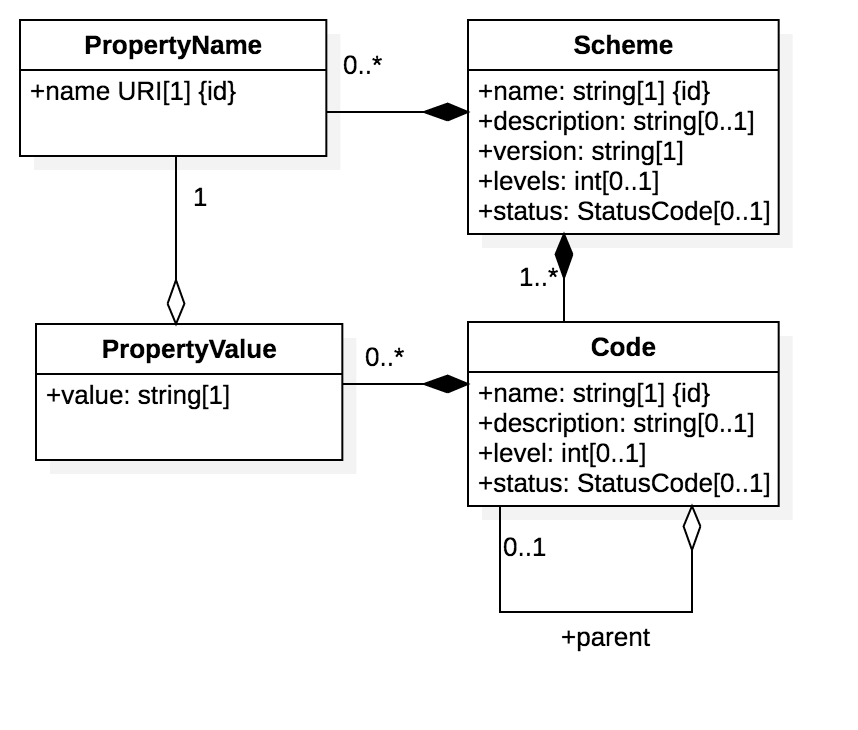 PropertyName
+name URI[1] {id}
0..*
Scheme
+name: string[1] {id}
+description: string[0..1]
+version: string[1]
+levels: int[0..1]
+status: StatusCode[0..1]
1
1..*
PropertyValue
+value: string[1]
0..*
Code
+name: string[1] {id}
+description: string[0..1]
+level: int[0..1]
+status: StatusCode[0..1]
0..1
+parent